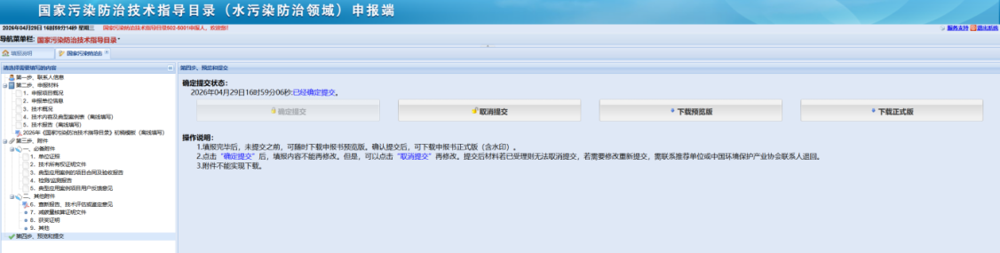 国家污染防治技术指导目录（水污染防治领域）申报端
2026年04月29日 16时59分14秒 星期三 国家污染防治技术指导目录502-5001申报人，欢迎您！ 服务支持 退出系统
导航菜单栏: 国家污染防治技术指导目录
填报说明 国家污染防治
请选择需要填写的内容
第一步、联系人信息
第二步、申报材料
1、申报项目概况
2、申报单位信息
3、技术概况
4、技术内容及典型案例表（离线填写）
5、技术报告（离线填写）
2026年《国家污染防治技术指导目录》初稿模板（离线填写）
第三步、附件
一、必备附件
1、单位证照
2、技术所有权证明文件
3、典型应用案例的项目合同及验收报告
4、检测/监测报告
5、典型应用案例项目用户反馈意见
二、其他附件
6、查新报告、技术评估或鉴定意见
7、减碳量核算证明文件
8、获奖证明
9、其他
第四步、预览和提交
第四步、预览和提交
确定提交状态：
2026年04月29日16时59分06秒:已经确定提交。
确定提交 取消提交 下载预览版 下载正式版
操作说明：
1.填报完毕后，未提交之前，可随时下载申报书预览版。确认提交后，可下载申报书正式版（含水印）。
2.点击“确定提交”后，填报内容不能再修改。但是，可以点击“取消提交”再修改。提交后材料若已受理则无法取消提交，若需要修改重新提交，需联系推荐单位或中国环境保护产业协会联系人退回。
3.附件不能实现下载。